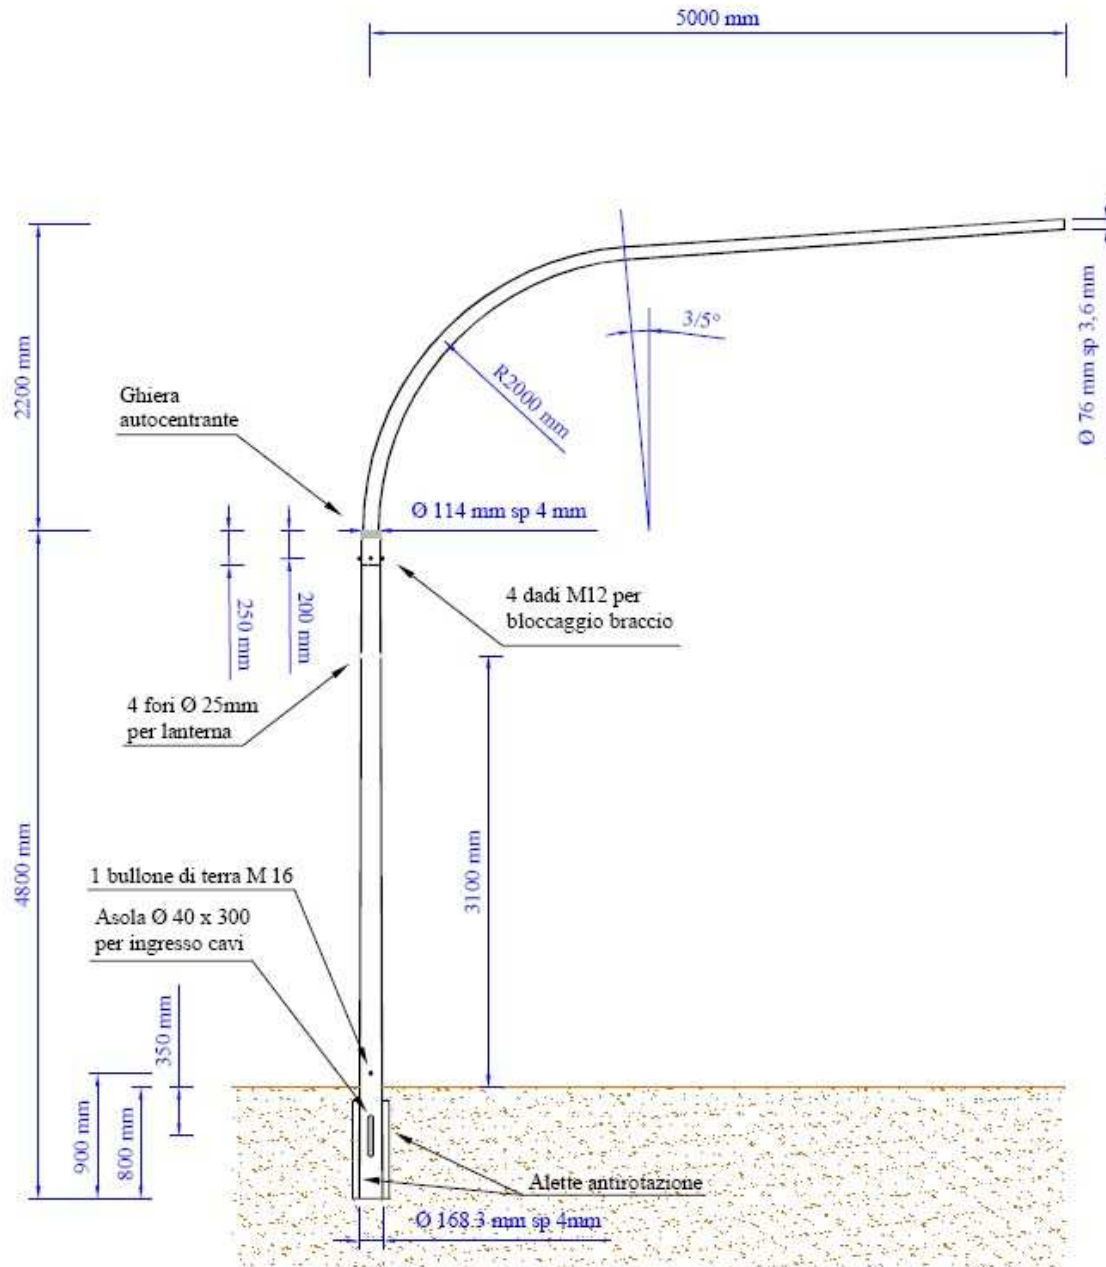 5000 mm
2200 mm
Ø 76 mm sp 3,6 mm
3/5°
R2000 mm
Ghiera
autocentrante
Ø 114 mm sp 4 mm
250 mm
200 mm
4 dadi M12 per
bloccaggio braccio
4 fori Ø 25mm
per lanterna
4800 mm
3100 mm
1 bullone di terra M 16
Asola Ø 40 x 300
per ingresso cavi
350 mm
900 mm
800 mm
Alette antirotazione
Ø 168.3 mm sp 4mm